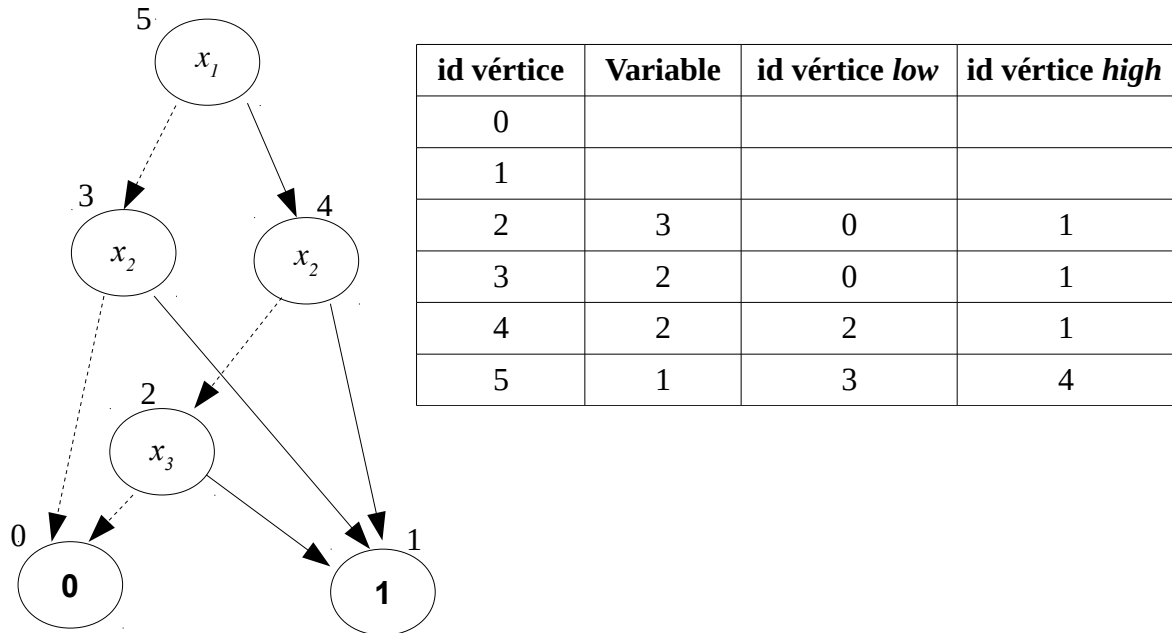 5
x1
3
4
x2
x2
2
x3
0
1
0
1
id vértice Variable id vértice low id vértice high
0
1
2 3 0 1
3 2 0 1
4 2 2 1
5 1 3 4